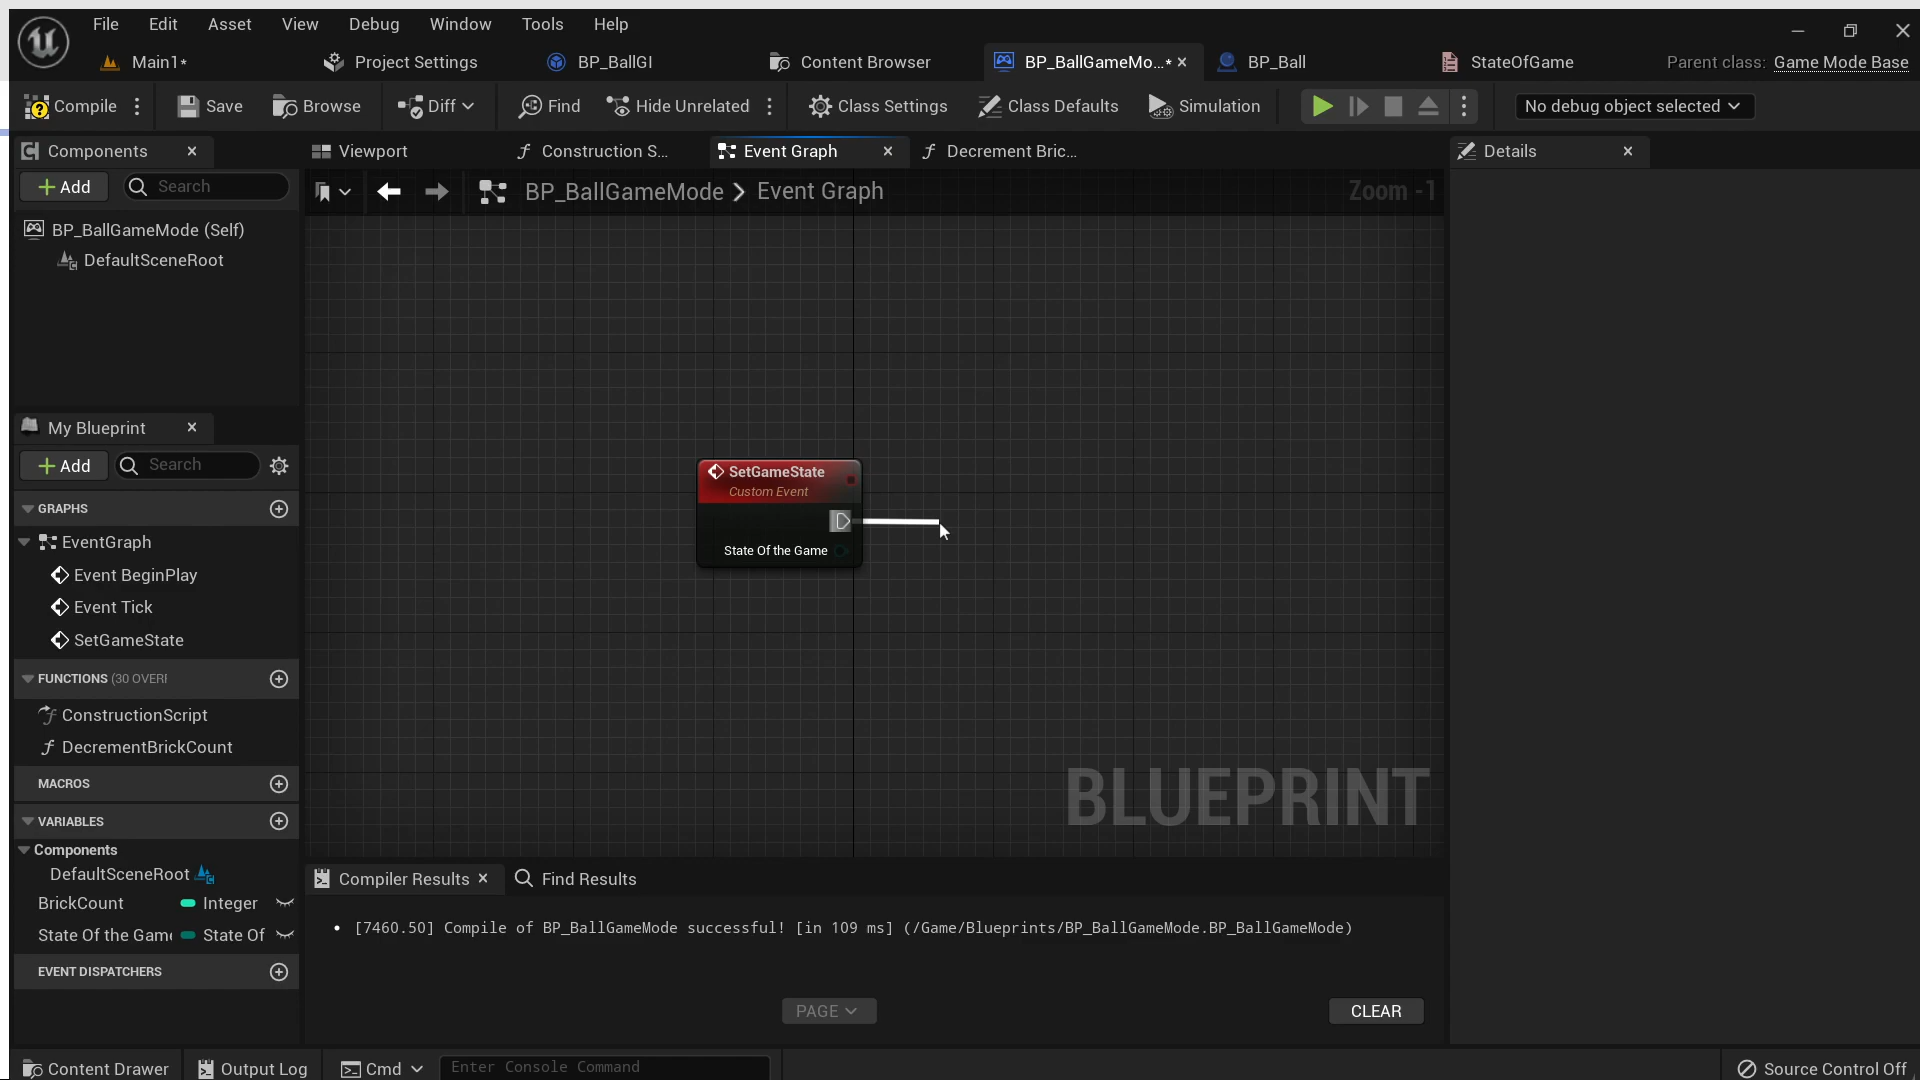 File Edit Asset View Debug Window Tools Help
Main1* Project Settings BP_BallGI Content Browser BP_BallGameMo...* BP_Ball StateOfGame Parent class: Game Mode Base
Compile Save Browse Diff Find Hide Unrelated Class Settings Class Defaults Simulation No debug object selected
Components Viewport Construction S... Event Graph Decrement Bric... Details
Add Search
BP_BallGameMode > Event Graph Zoom -1
BP_BallGameMode (Self)
DefaultSceneRoot
My Blueprint
Add Search
GRAPHS
EventGraph
Event BeginPlay
Event Tick
SetGameState
FUNCTIONS (30 OVERI
ConstructionScript
DecrementBrickCount
MACROS
VARIABLES
Components
DefaultSceneRoot
BrickCount Integer
State Of the Game State Of
EVENT DISPATCHERS
SetGameState
Custom Event
State Of the Game
BLUEPRINT
Compiler Results Find Results
• [7460.50] Compile of BP_BallGameMode successful! [in 109 ms] (/Game/Blueprints/BP_BallGameMode.BP_BallGameMode)
PAGE CLEAR
Content Drawer Output Log Cmd Enter Console Command Source Control Off